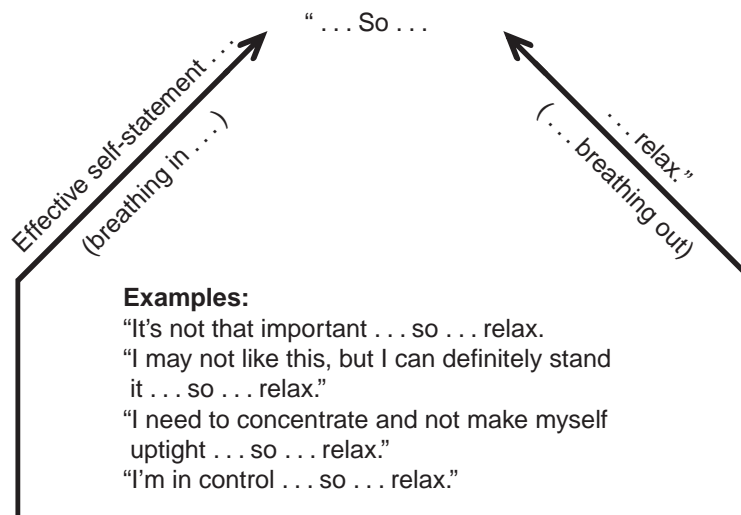 “ . . . So . . .
Effective self-statement . . .
(breathing in . . . )
. . . relax.”
( . . . breathing out)
Examples:
“It’s not that important . . . so . . . relax.
“I may not like this, but I can definitely stand
it . . . so . . . relax.”
“I need to concentrate and not make myself
uptight . . . so . . . relax.”
“I’m in control . . . so . . . relax.”